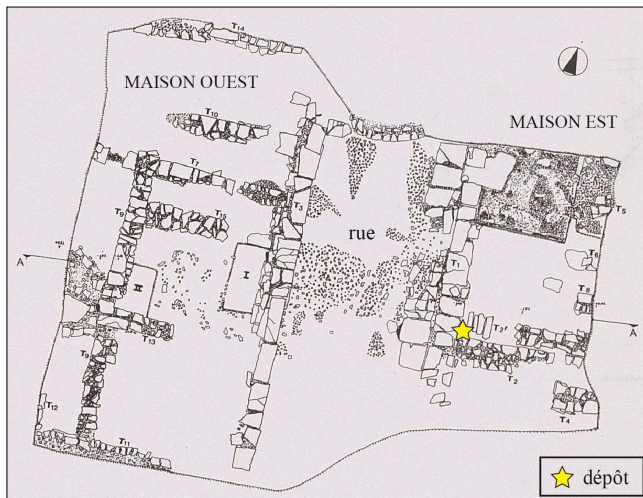 T14
MAISON OUEST
MAISON EST
T10
T7
T3
T9
T15
T5
rue
T1
T6
A
I
T8
II
T2'
A
T13
T2
T9
T12
T4
T11
dépôt